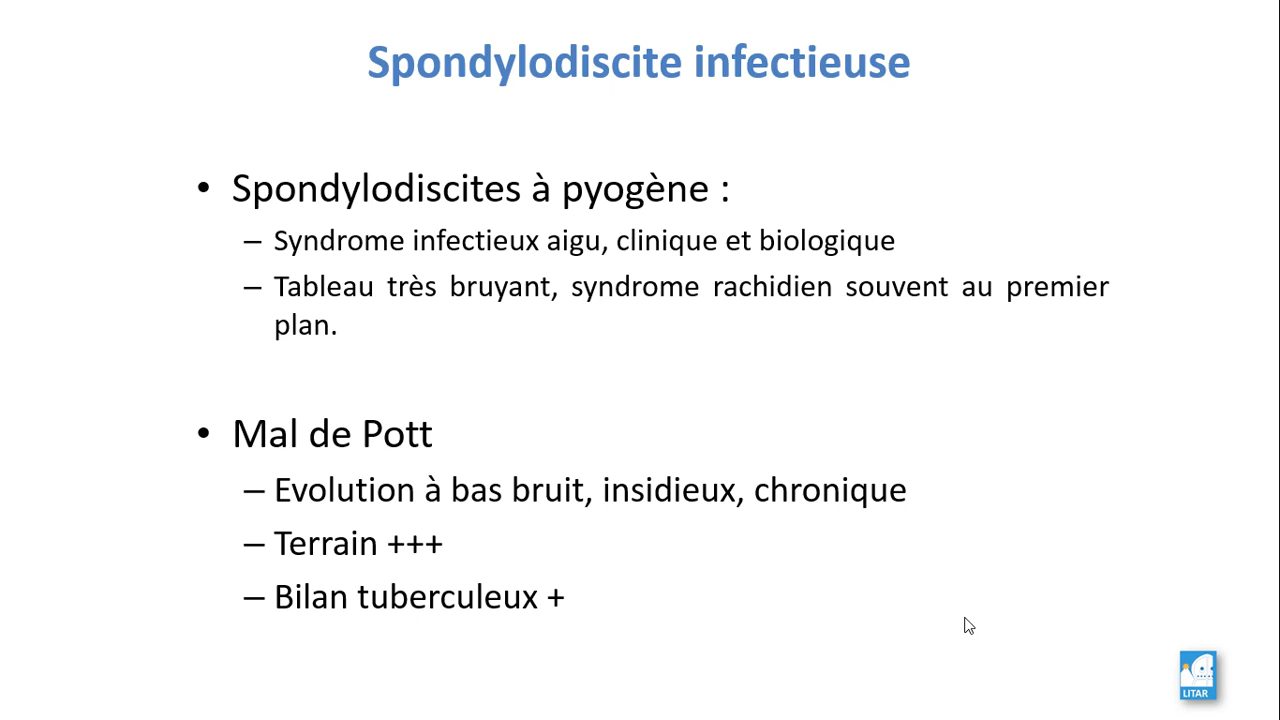 Spondylodiscite infectieuse
• Spondylodiscites à pyogène :
– Syndrome infectieux aigu, clinique et biologique
– Tableau très bruyant, syndrome rachidien souvent au premier
plan.
• Mal de Pott
– Evolution à bas bruit, insidieux, chronique
– Terrain +++
– Bilan tuberculeux +
LITAR